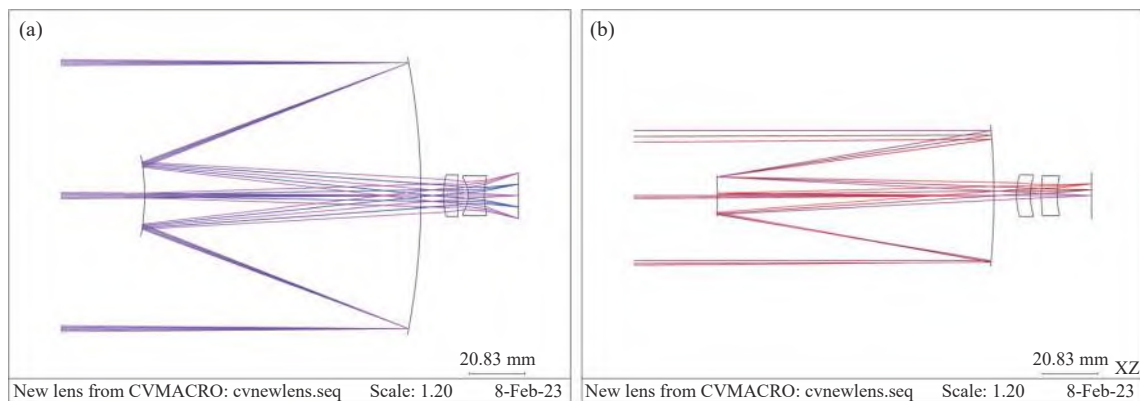 (a)
20.83 mm
New lens from CVMACRO: cvnewlens.seq Scale: 1.20 8-Feb-23
(b)
20.83 mm
XZ
New lens from CVMACRO: cvnewlens.seq Scale: 1.20 8-Feb-23